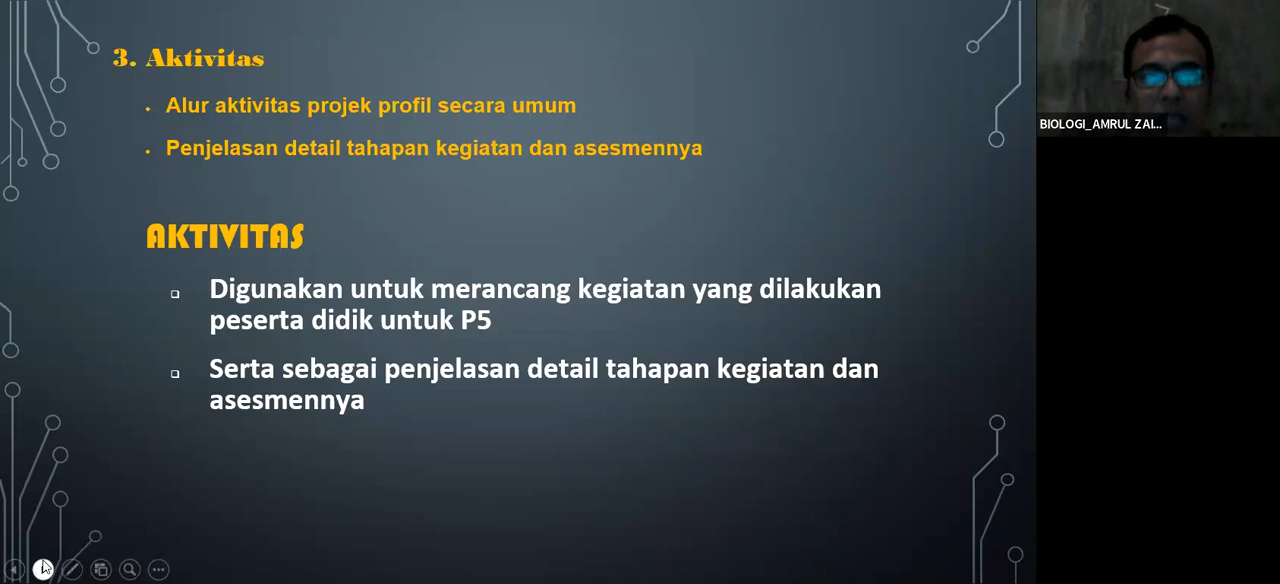 3. Aktivitas
• Alur aktivitas projek profil secara umum
• Penjelasan detail tahapan kegiatan dan asesmennya
AKTIVITAS
Digunakan untuk merancang kegiatan yang dilakukan
peserta didik untuk P5
Serta sebagai penjelasan detail tahapan kegiatan dan
asesmennya
BIOLOGI_AMRUL ZAI...